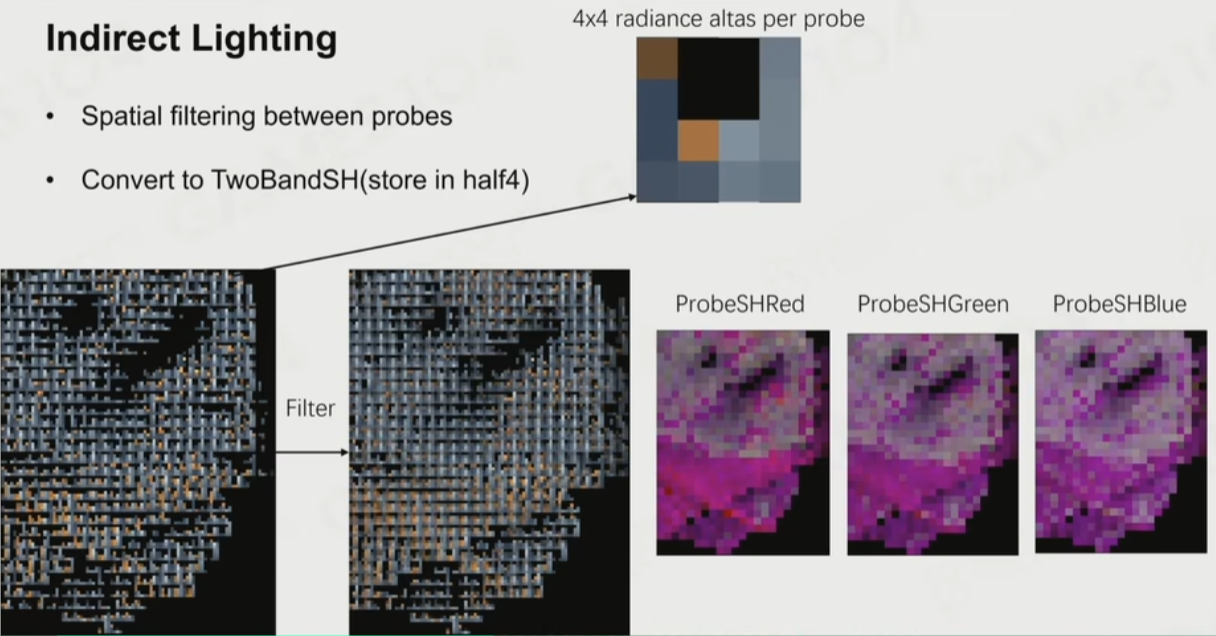 4x4 radiance altas per probe
Indirect Lighting
• Spatial filtering between probes
• Convert to TwoBandSH(store in half4)
ProbeSHRed
ProbeSHGreen
ProbeSHBlue
Filter